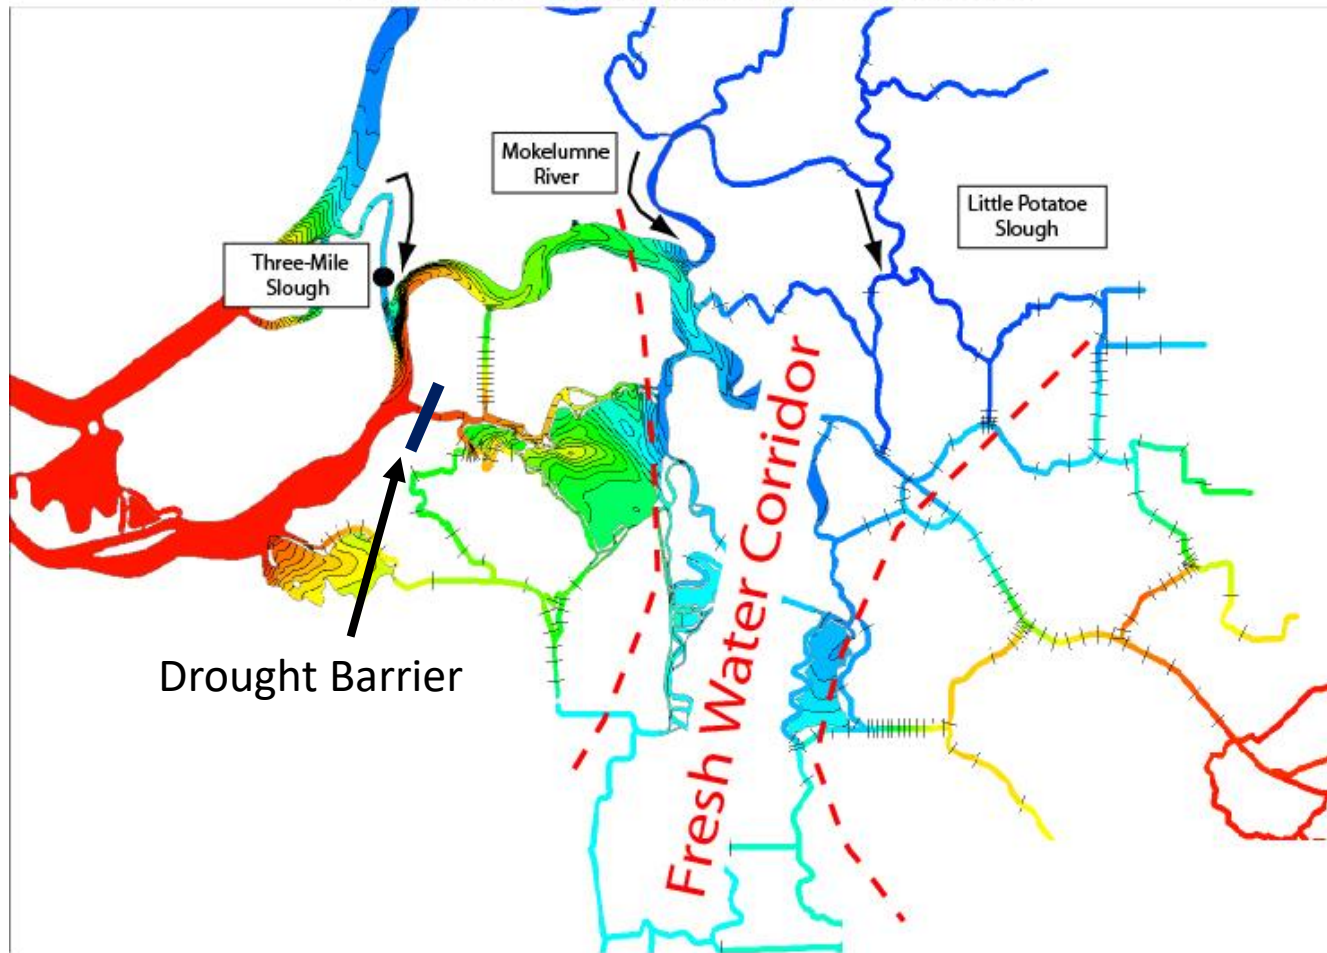 Mokelumne
River
Little Potatoe
Slough
Three-Mile
Slough
Fresh Water Corridor
Drought Barrier